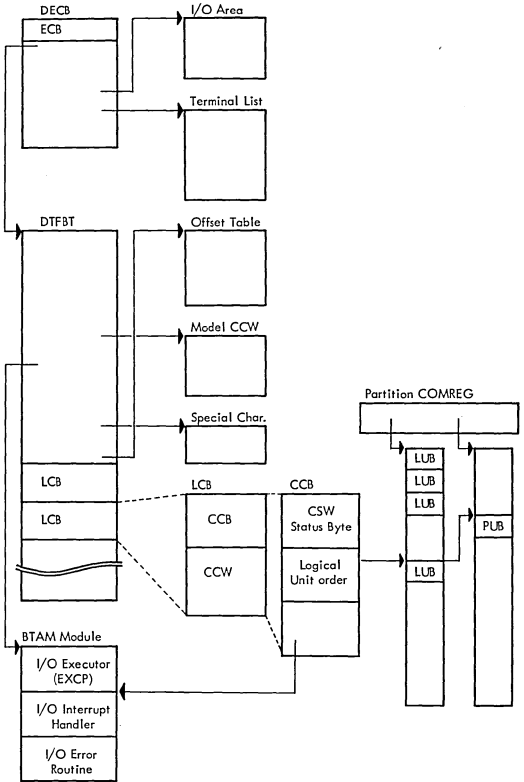 DECB
ECB
I/O Area
Terminal List
DTFBT
Offset Table
Model CCW
Special Char.
Partition COMREG
LUB
LUB
LUB
PUB
LUB
LCB
LCB
LCB
CCB
CCW
CCB
CSW
Status Byte
Logical
Unit order
BTAM Module
I/O Executor
(EXCP)
I/O Interrupt
Handler
I/O Error
Routine